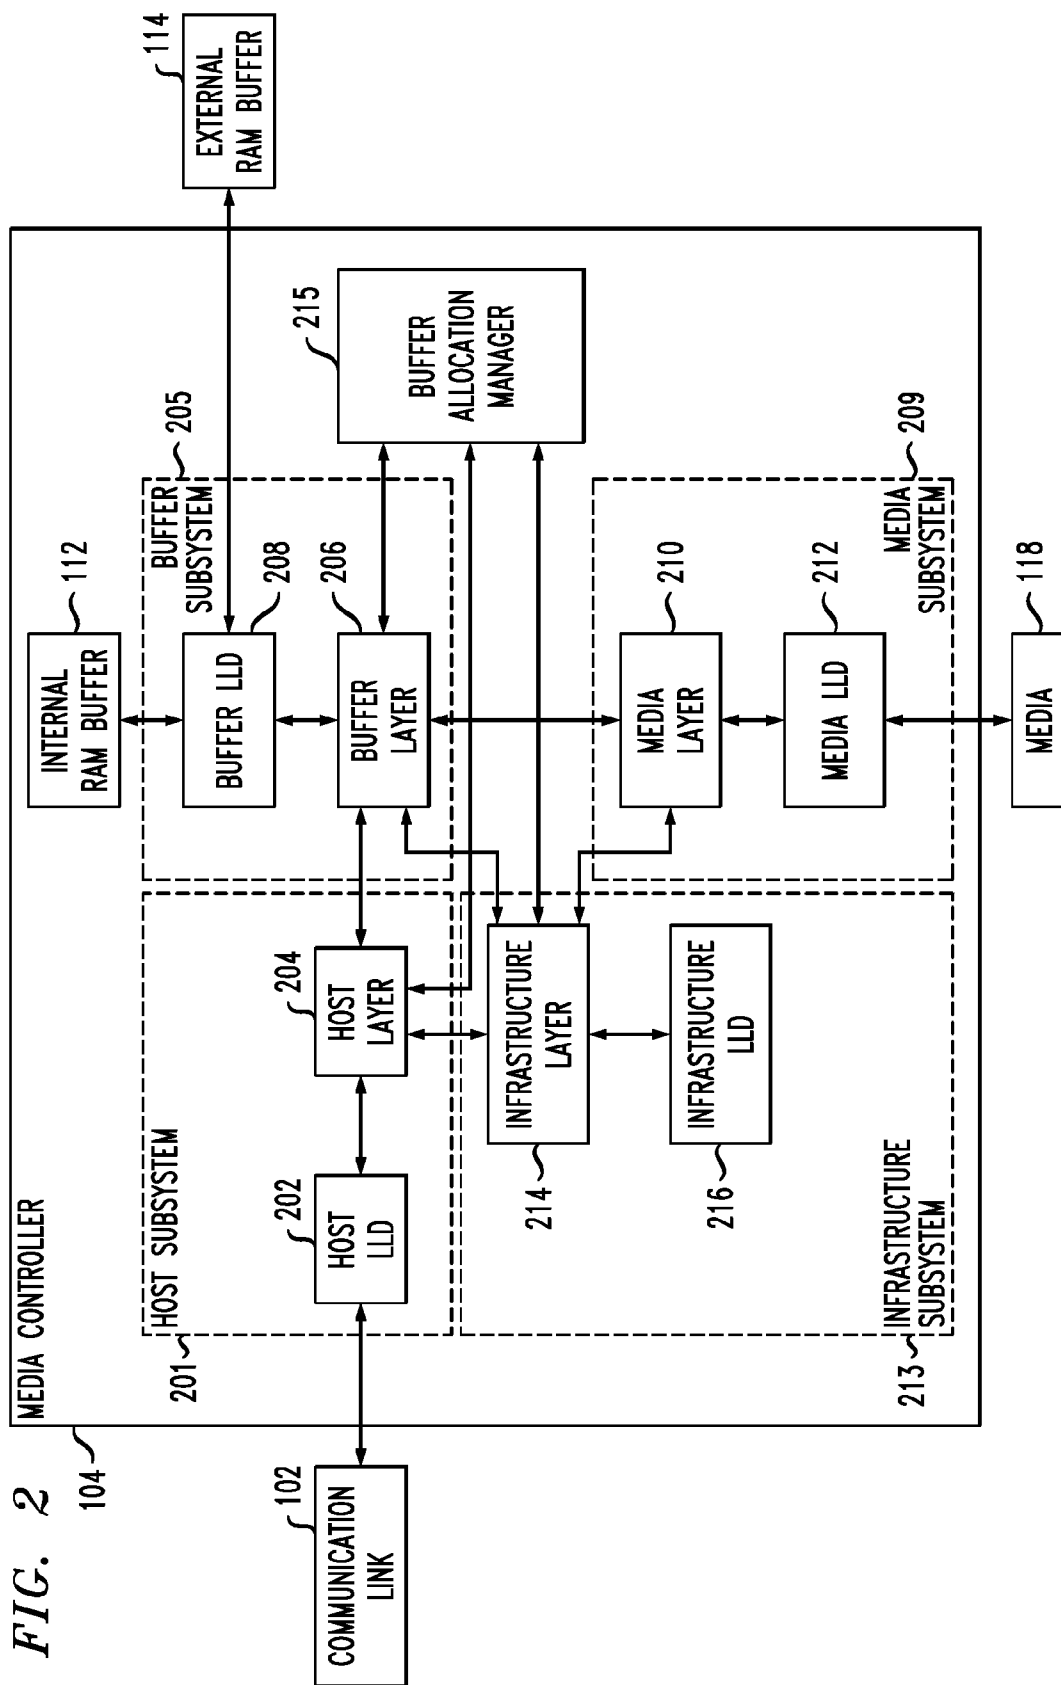 FIG. 2
MEDIA CONTROLLER
104
COMMUNICATION
LINK
102
HOST SUBSYSTEM
201
HOST
LLD
202
HOST
LAYER
204
INTERNAL
RAM BUFFER
112
BUFFER
SUBSYSTEM
205
BUFFER LLD
208
BUFFER
LAYER
206
EXTERNAL
RAM BUFFER
114
BUFFER
ALLOCATION
MANAGER
215
INFRASTRUCTURE
LAYER
214
INFRASTRUCTURE
LLD
216
INFRASTRUCTURE
SUBSYSTEM
213
MEDIA
LAYER
210
MEDIA LLD
212
MEDIA
SUBSYSTEM
209
MEDIA
118